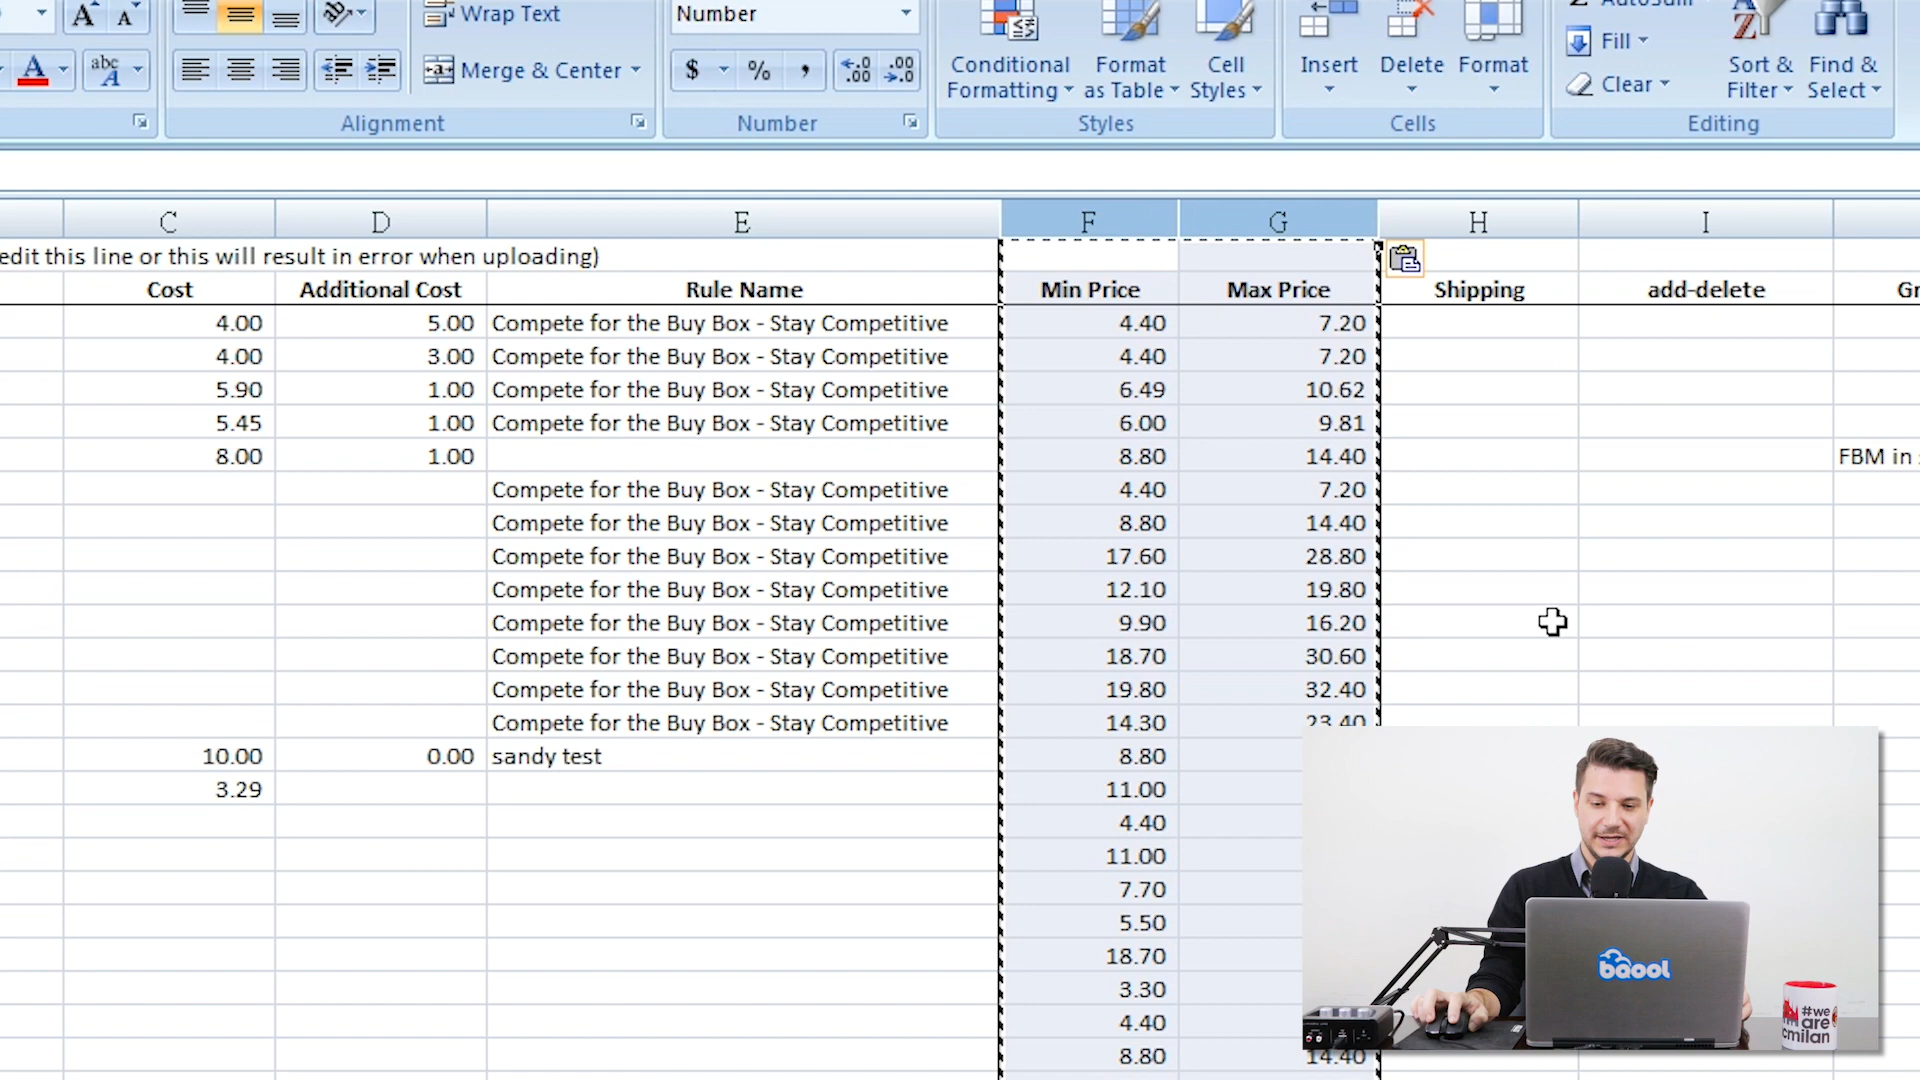 AutoSum
Wrap Text
Number
Fill
Merge & Center
$ % ,
Conditional Formatting
Format as Table
Cell Styles
Insert
Delete
Format
Clear
Sort & Filter
Find & Select
Alignment
Number
Styles
Cells
Editing
C D E F G H I
edit this line or this will result in error when uploading)
Cost Additional Cost Rule Name Min Price Max Price Shipping add-delete
4.00 5.00 Compete for the Buy Box - Stay Competitive 4.40 7.20
4.00 3.00 Compete for the Buy Box - Stay Competitive 4.40 7.20
5.90 1.00 Compete for the Buy Box - Stay Competitive 6.49 10.62
5.45 1.00 Compete for the Buy Box - Stay Competitive 6.00 9.81
8.00 1.00 8.80 14.40 FBM in
Compete for the Buy Box - Stay Competitive 4.40 7.20
Compete for the Buy Box - Stay Competitive 8.80 14.40
Compete for the Buy Box - Stay Competitive 17.60 28.80
Compete for the Buy Box - Stay Competitive 12.10 19.80
Compete for the Buy Box - Stay Competitive 9.90 16.20
Compete for the Buy Box - Stay Competitive 18.70 30.60
Compete for the Buy Box - Stay Competitive 19.80 32.40
Compete for the Buy Box - Stay Competitive 14.30 23.40
10.00 0.00 sandy test 8.80
3.29 11.00
4.40
11.00
7.70
5.50
18.70
3.30
4.40
8.80 14.40
bqool
#we
are
cmilan